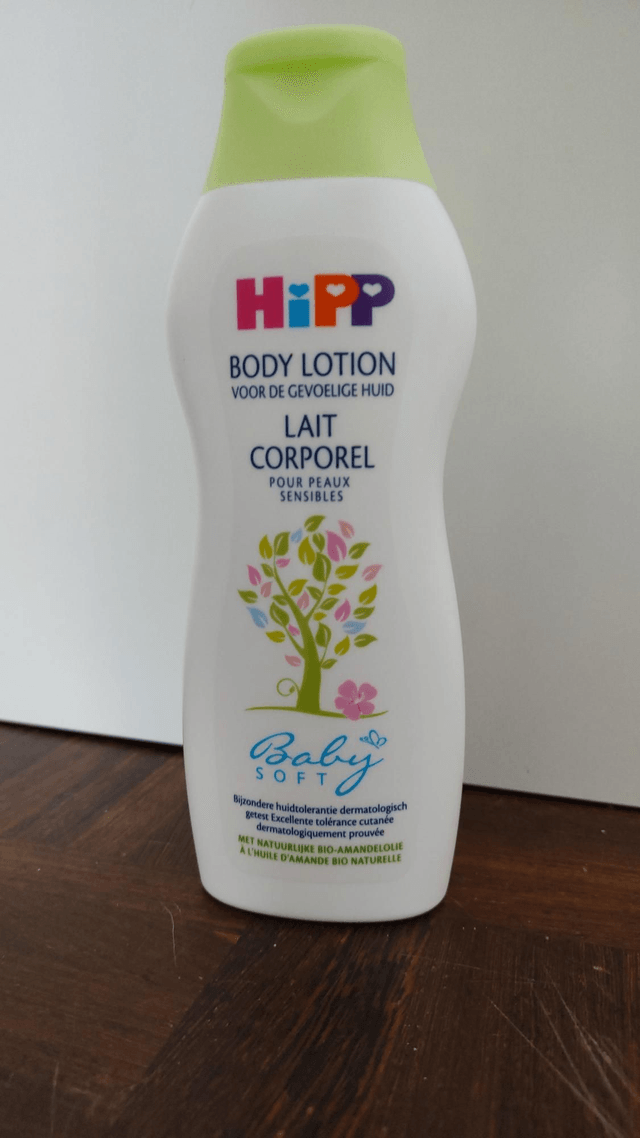 HiPP
BODY LOTION
VOOR DE GEVOELIGE HUID
LAIT
CORPOREL
POUR PEAUX
SENSIBLES
Baby
SOFT
Bijzondere huidtolerantie dermatologisch
getest Excellente tolérance cutanée
dermatologiquement prouvée
MET NATUURLIJKE BIO-AMANDELOLIE
À L'HUILE D'AMANDE BIO NATURELLE